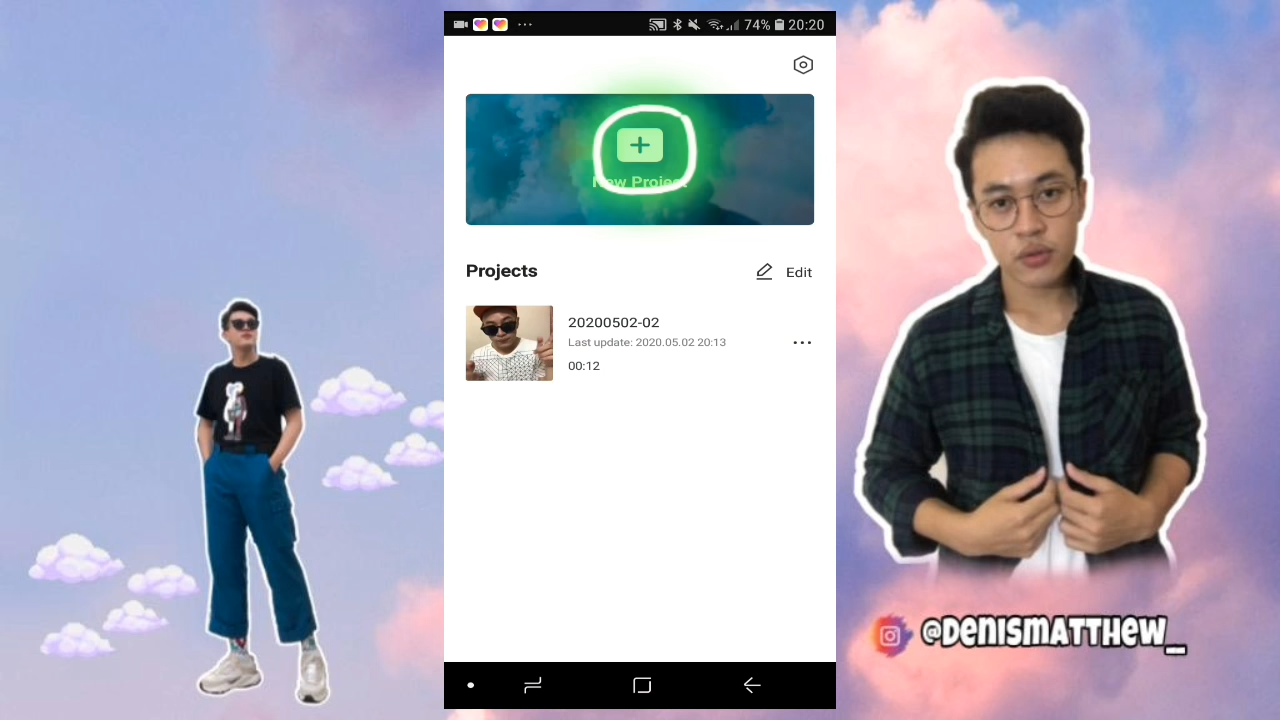 74% 20:20
New Project
Projects
Edit
20200502-02
Last update: 2020.05.02 20:13
00:12
@DENISMATTHEW_